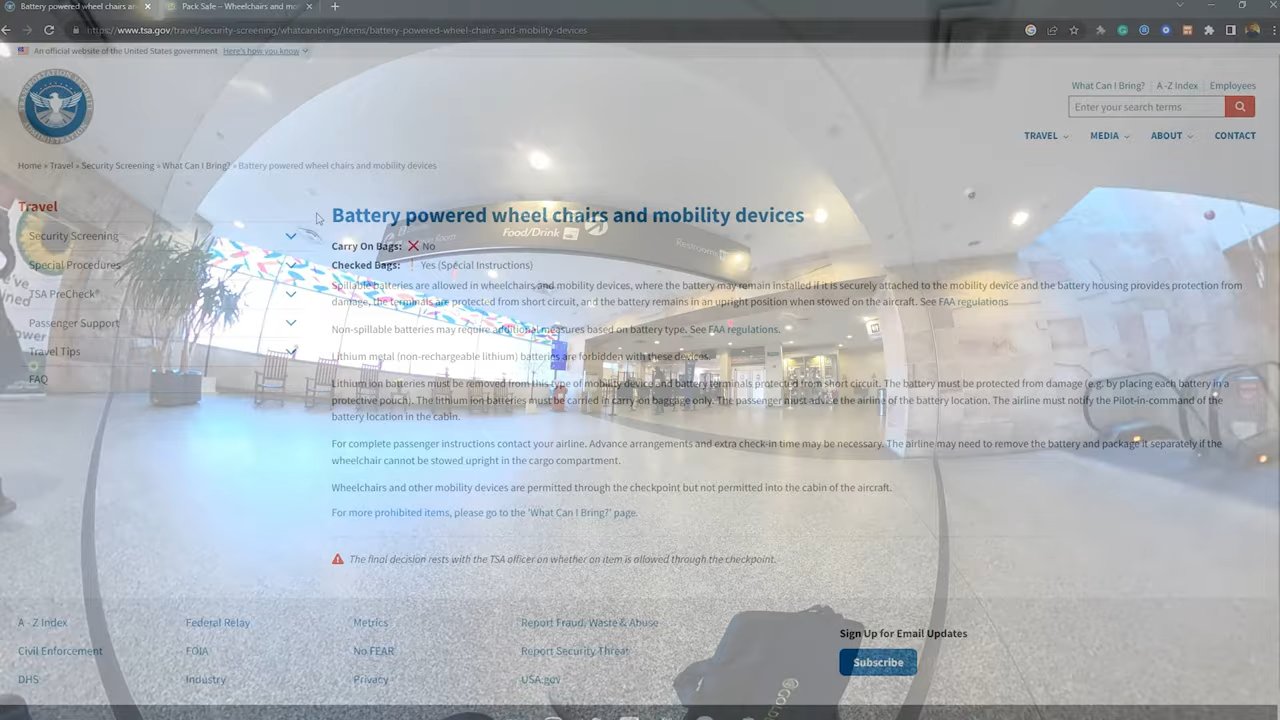 Battery powered wheel chairs an
Pack Safe – Wheelchairs and mo
https://www.tsa.gov/travel/security-screening/whatcanibring/items/battery-powered-wheel-chairs-and-mobility-devices
An official website of the United States government Here's how you know
What Can I Bring? A-Z Index Employees
Enter your search terms
TRAVEL MEDIA ABOUT CONTACT
Home » Travel » Security Screening » What Can I Bring? » Battery powered wheel chairs and mobility devices
Travel
Security Screening
Special Procedures
TSA PreCheck®
Passenger Support
Travel Tips
FAQ
Battery powered wheel chairs and mobility devices
Food/Drink
Restrooms
Carry On Bags: No
Checked Bags: Yes (Special Instructions)
Spillable batteries are allowed in wheelchairs and mobility devices, where the battery may remain installed if it is securely attached to the mobility device and the battery housing provides protection from
damage, the terminals are protected from short circuit, and the battery remains in an upright position when stowed on the aircraft. See FAA regulations
Non-spillable batteries may require additional measures based on battery type. See FAA regulations.
Lithium metal (non-rechargeable lithium) batteries are forbidden with these devices.
Lithium ion batteries must be removed from this type of mobility device and battery terminals protected from short circuit. The battery must be protected from damage (e.g. by placing each battery in a
protective pouch). The lithium ion batteries must be carried in carry-on baggage only. The passenger must advise the airline of the battery location. The airline must notify the Pilot-in-command of the
battery location in the cabin.
For complete passenger instructions contact your airline. Advance arrangements and extra check-in time may be necessary. The airline may need to remove the battery and package it separately if the
wheelchair cannot be stowed upright in the cargo compartment.
Wheelchairs and other mobility devices are permitted through the checkpoint but not permitted into the cabin of the aircraft.
For more prohibited items, please go to the 'What Can I Bring?' page.
The final decision rests with the TSA officer on whether an item is allowed through the checkpoint.
A - Z Index
Civil Enforcement
DHS
Federal Relay
FOIA
Industry
Metrics
No FEAR
Privacy
Report Fraud, Waste & Abuse
Report Security Threat
USA.gov
Sign Up for Email Updates
Subscribe